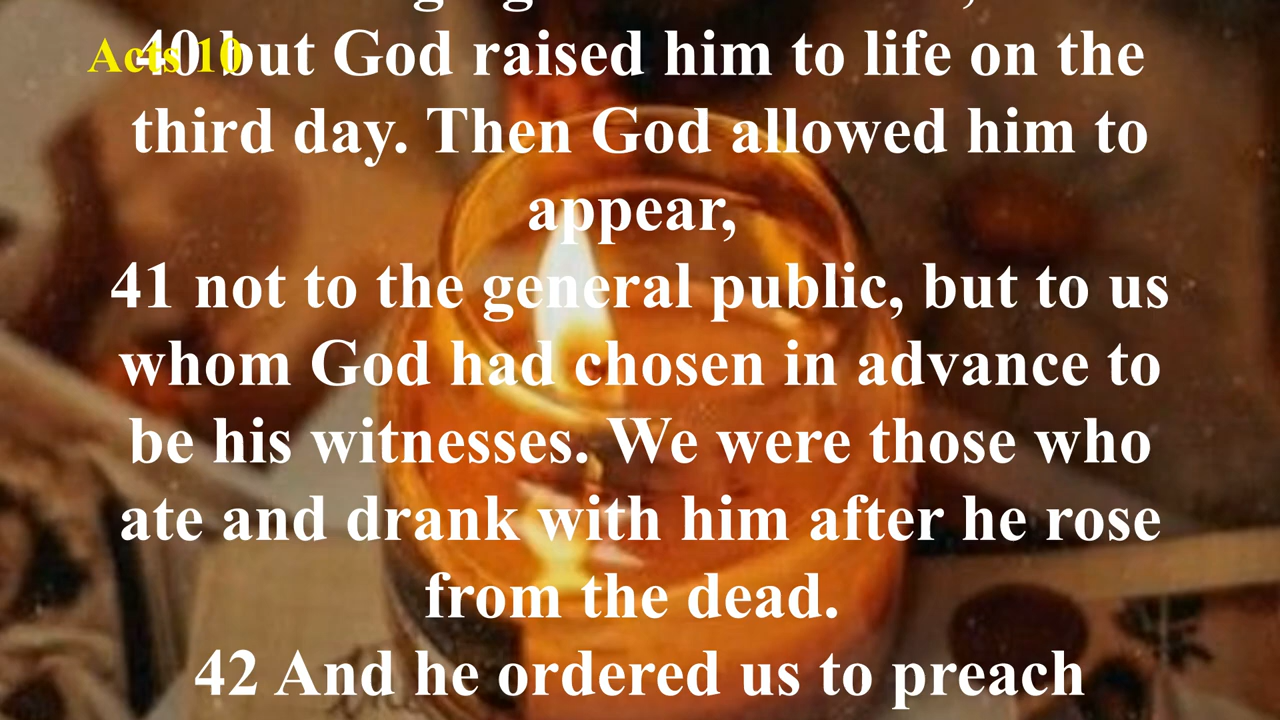 Acts 10
40 but God raised him to life on the
third day. Then God allowed him to
appear,
41 not to the general public, but to us
whom God had chosen in advance to
be his witnesses. We were those who
ate and drank with him after he rose
from the dead.
42 And he ordered us to preach